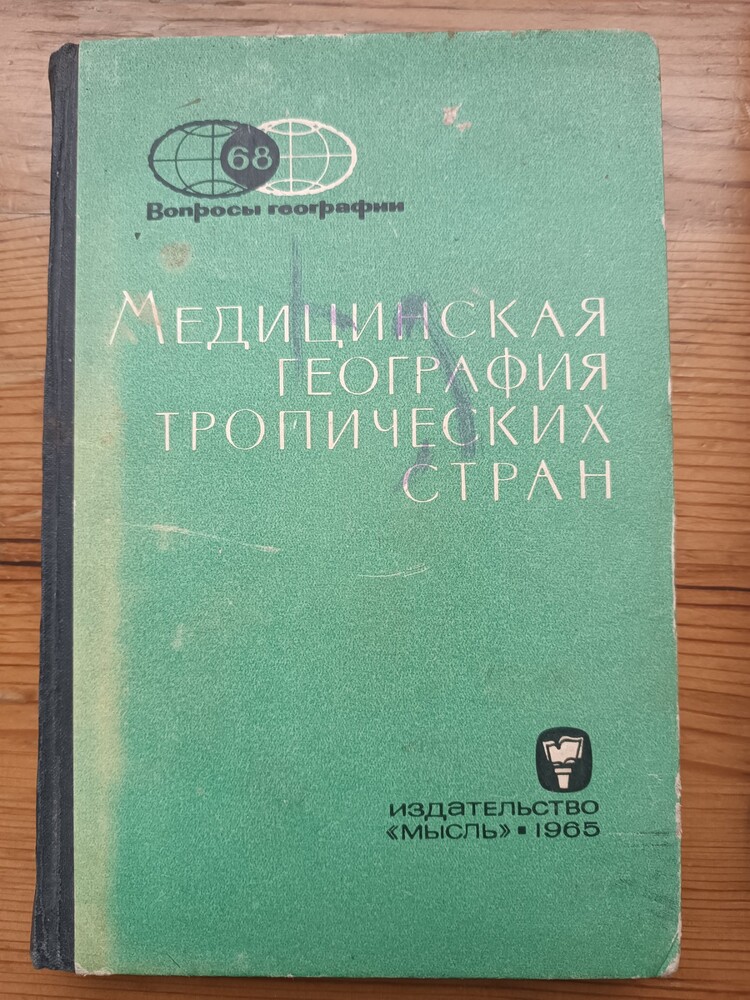 68
Вопросы географии
МЕДИЦИНСКАЯ
ГЕОГРАФИЯ
ТРОПИЧЕСКИХ
СТРАН
ИЗДАТЕЛЬСТВО
«МЫСЛЬ» ▪ 1965